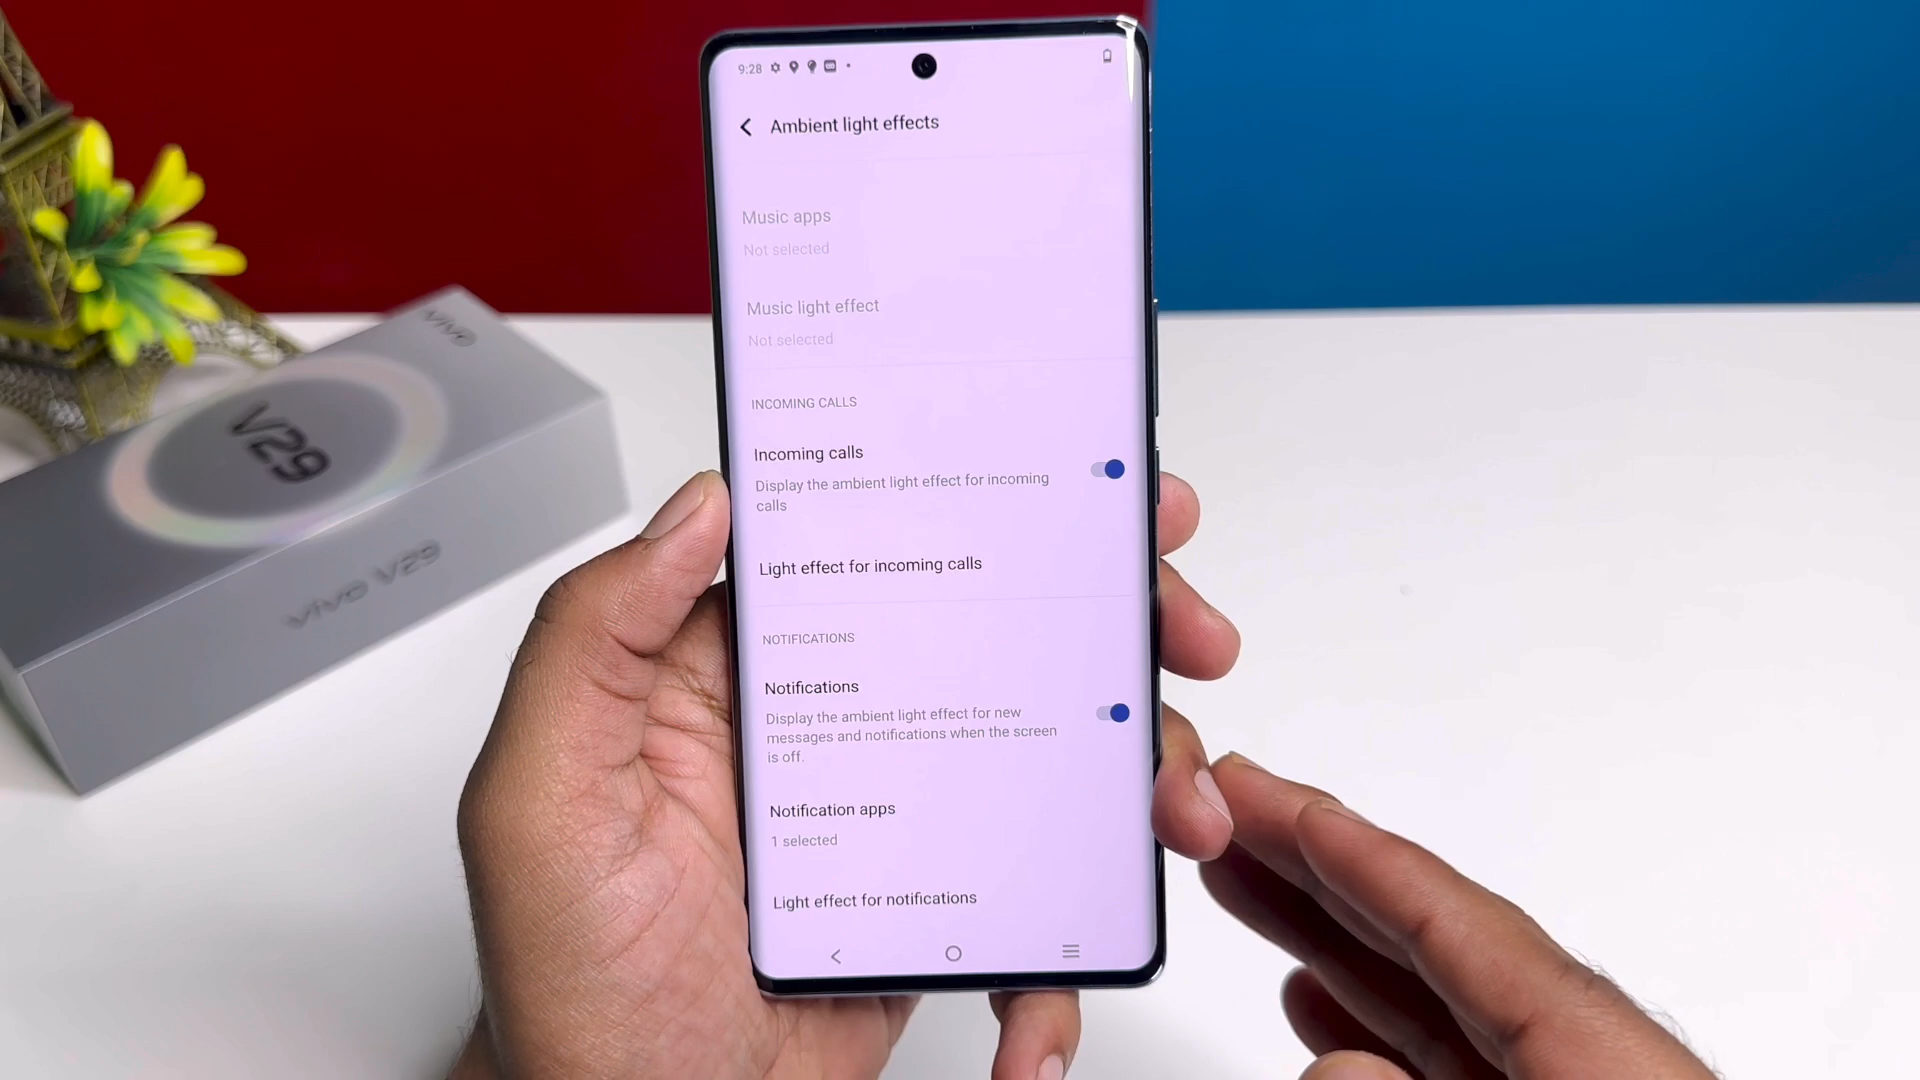 9:28
Ambient light effects
Music apps
Not selected
Music light effect
Not selected
INCOMING CALLS
Incoming calls
Display the ambient light effect for incoming
calls
Light effect for incoming calls
NOTIFICATIONS
Notifications
Display the ambient light effect for new
messages and notifications when the screen
is off.
Notification apps
1 selected
Light effect for notifications
vivo
V29
vivo V29